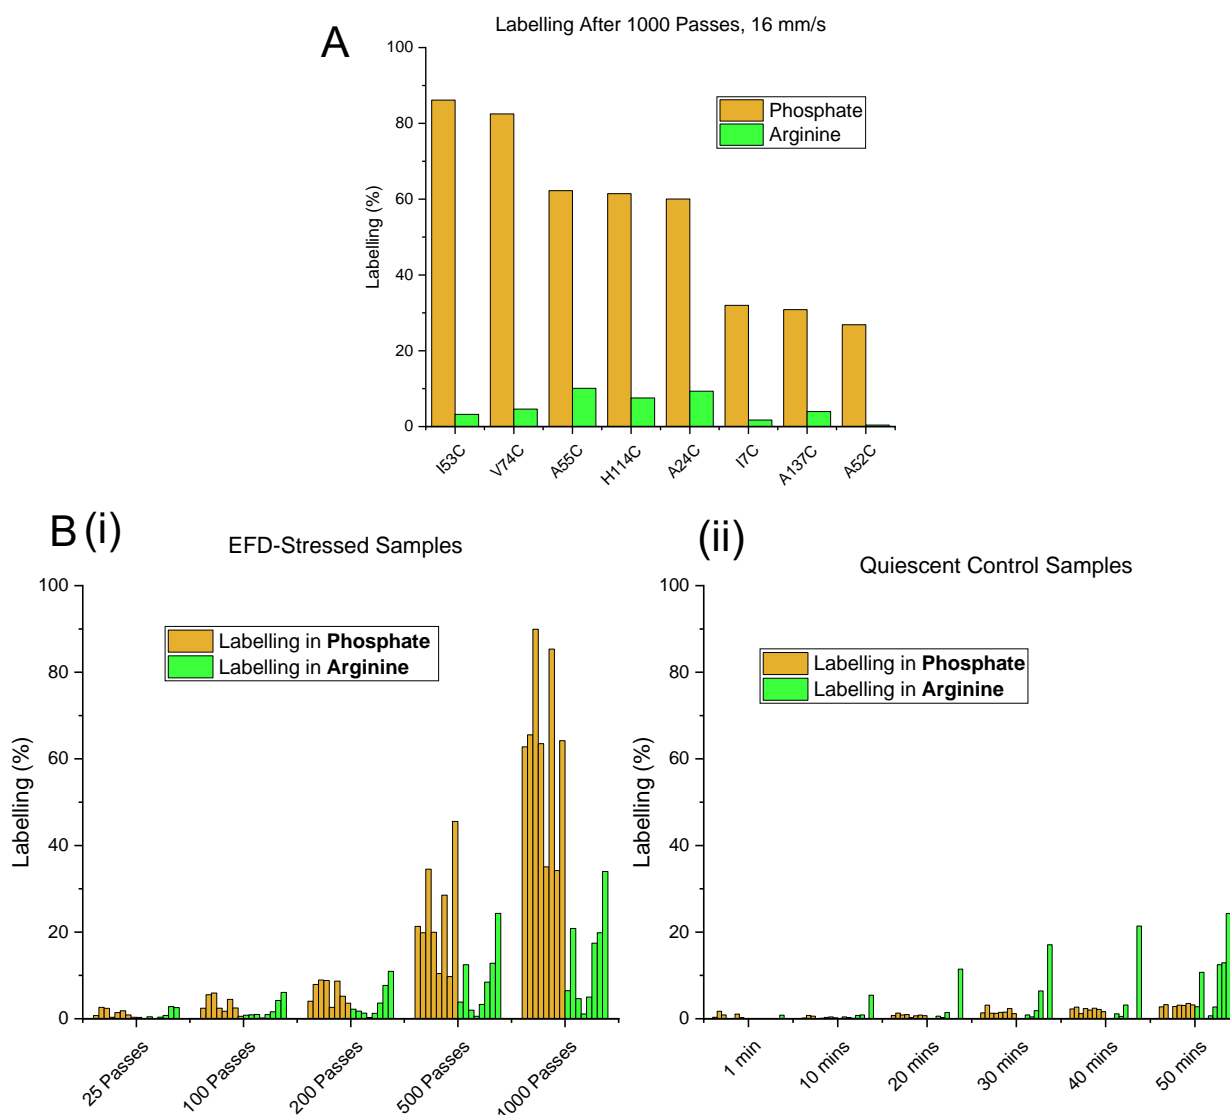 A
Labelling After 1000 Passes, 16 mm/s
100
80
60
40
20
0
Labelling (%)
Phosphate
Arginine
I53C
V74C
A55C
H114C
A24C
I7C
A137C
A52C
B (i)
EFD-Stressed Samples
100
80
60
40
20
0
Labelling (%)
Labelling in Phosphate
Labelling in Arginine
25 Passes
100 Passes
200 Passes
500 Passes
1000 Passes
(ii)
Quiescent Control Samples
100
80
60
40
20
0
Labelling (%)
Labelling in Phosphate
Labelling in Arginine
1 min
10 mins
20 mins
30 mins
40 mins
50 mins